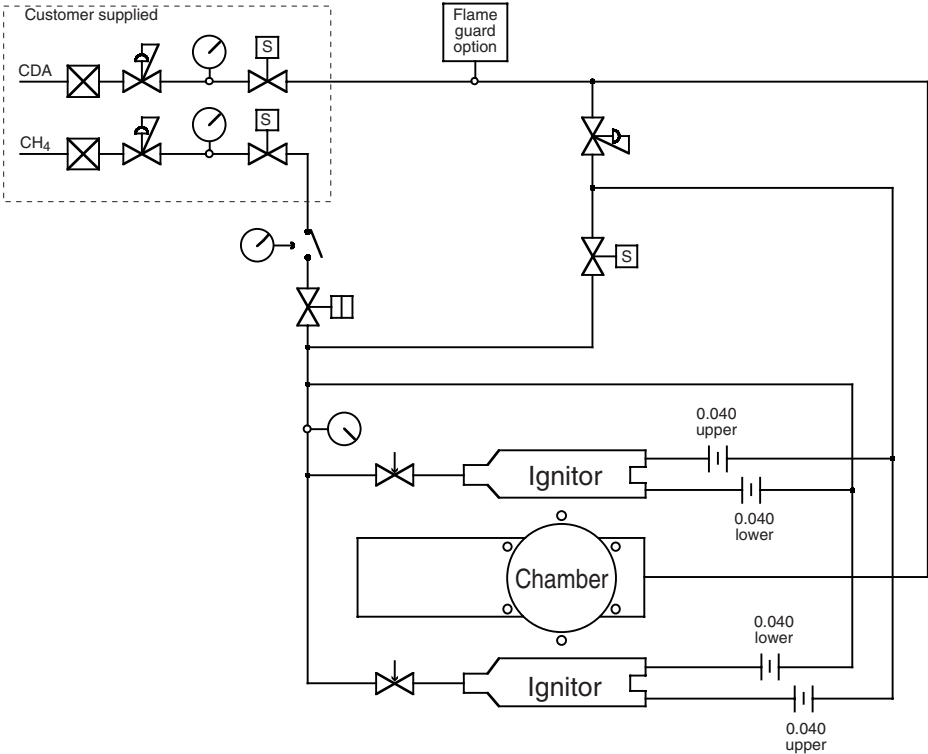 Customer supplied
Flame
guard
option
S
CDA
S
CH4
S
0.040
upper
Ignitor
0.040
lower
Chamber
0.040
lower
Ignitor
0.040
upper